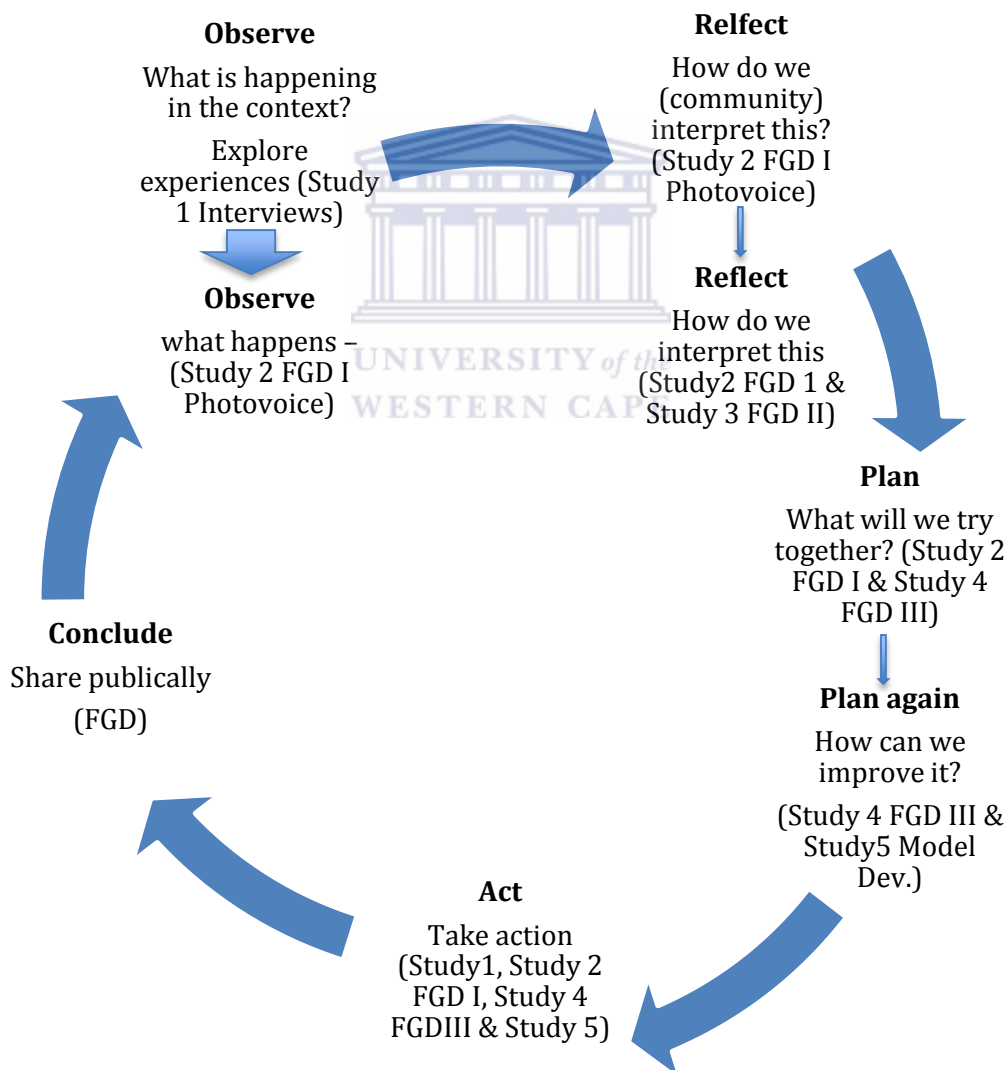 Observe
What is happening
in the context?
Explore
experiences (Study
1 Interviews)
Observe
what happens –
(Study 2 FGD I
Photovoice)
Relfect
How do we
(community)
interpret this?
(Study 2 FGD I
Photovoice)
Reflect
How do we
interpret this
(Study2 FGD 1 &
Study 3 FGD II)
UNIVERSITY of the
WESTERN CAPE
Plan
What will we try
together? (Study 2
FGD I & Study 4
FGD III)
Plan again
How can we
improve it?
(Study 4 FGD III &
Study5 Model
Dev.)
Act
Take action
(Study1, Study 2
FGD I, Study 4
FGDIII & Study 5)
Conclude
Share publically
(FGD)